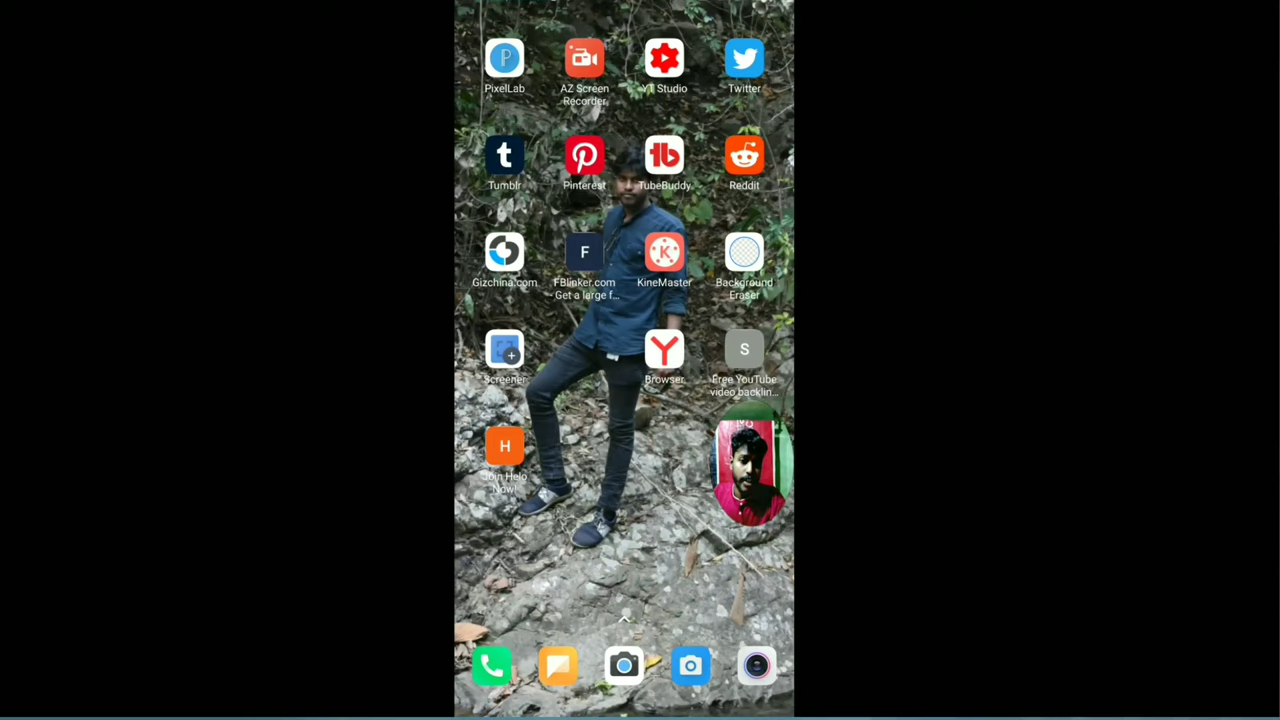 PixelLab
AZ Screen
Recorder
YT Studio
Twitter
Tumblr
Pinterest
TubeBuddy
Reddit
Gizchina.com
F
FBlinker.com
Get a large f...
KineMaster
Background
Eraser
Screener
Browser
S
Free YouTube
video backlin...
H
Join Helo
Now!